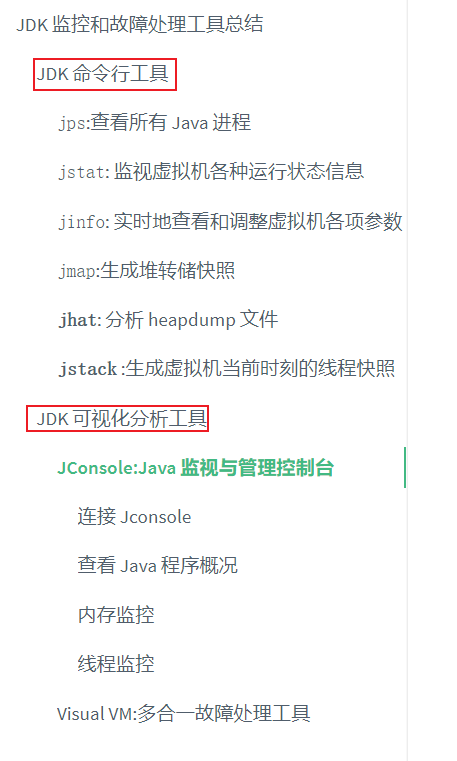 JDK 监控和故障处理工具总结
JDK 命令行工具
jps:查看所有 Java 进程
jstat: 监视虚拟机各种运行状态信息
jinfo: 实时地查看和调整虚拟机各项参数
jmap:生成堆转储快照
jhat: 分析 heapdump 文件
jstack :生成虚拟机当前时刻的线程快照
JDK 可视化分析工具
JConsole:Java 监视与管理控制台
连接 Jconsole
查看 Java 程序概况
内存监控
线程监控
Visual VM:多合一故障处理工具